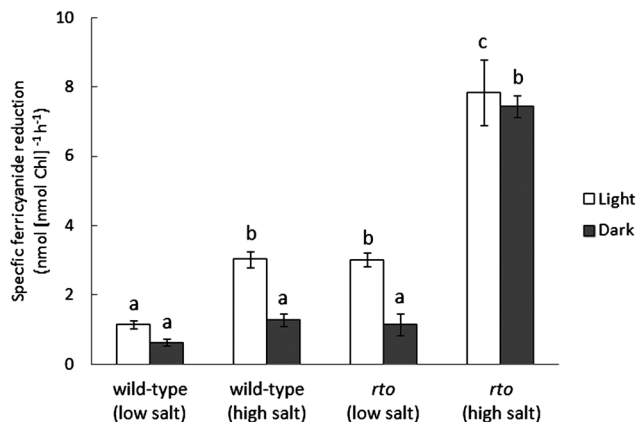 Specfic ferricyanide reduction
(nmol [nmol Chl] ⁻¹ h⁻¹)
10
8
6
4
2
0
a
a
b
a
b
a
c
b
Light
Dark
wild-type
(low salt)
wild-type
(high salt)
rto
(low salt)
rto
(high salt)